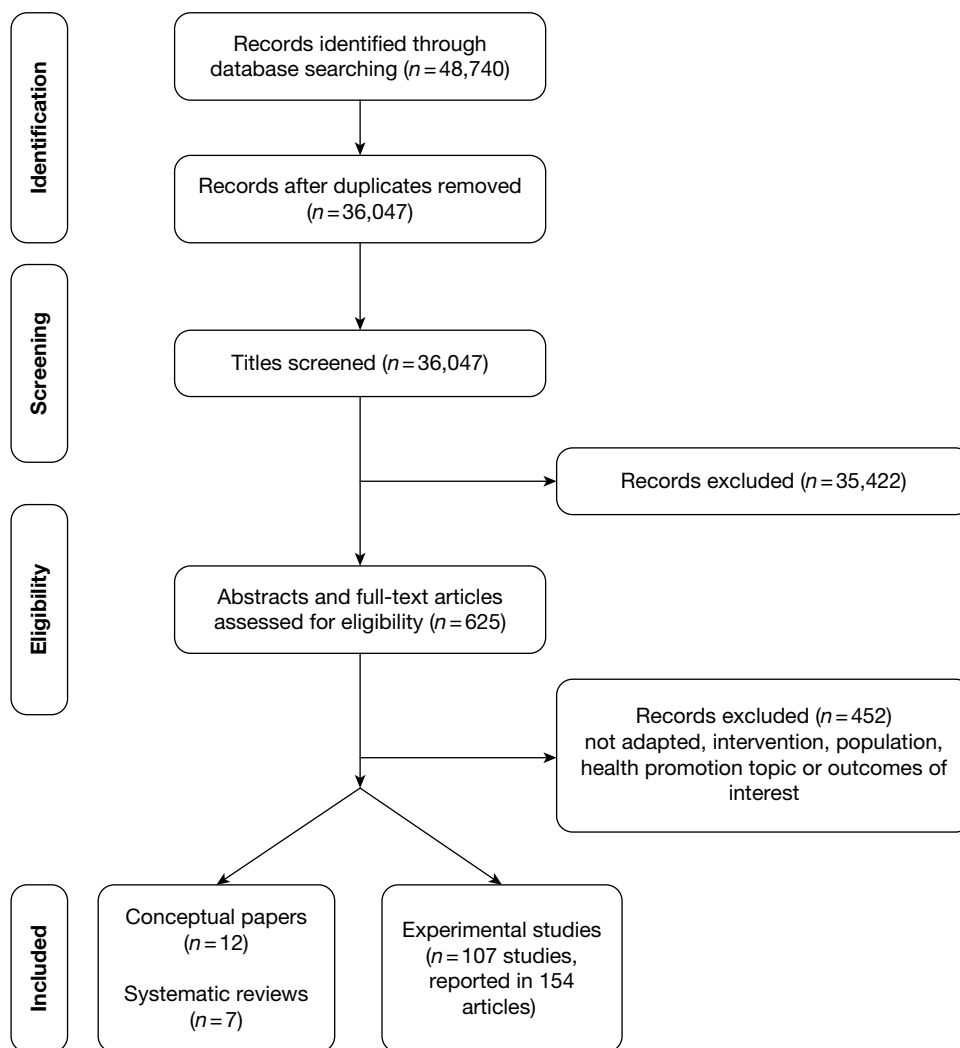 Identification
Records identified through
database searching (n = 48,740)
Records after duplicates removed
(n = 36,047)
Screening
Titles screened (n = 36,047)
Records excluded (n = 35,422)
Eligibility
Abstracts and full-text articles
assessed for eligibility (n = 625)
Records excluded (n = 452)
not adapted, intervention, population,
health promotion topic or outcomes of
interest
Included
Conceptual papers
(n = 12)
Systematic reviews
(n = 7)
Experimental studies
(n = 107 studies,
reported in 154
articles)